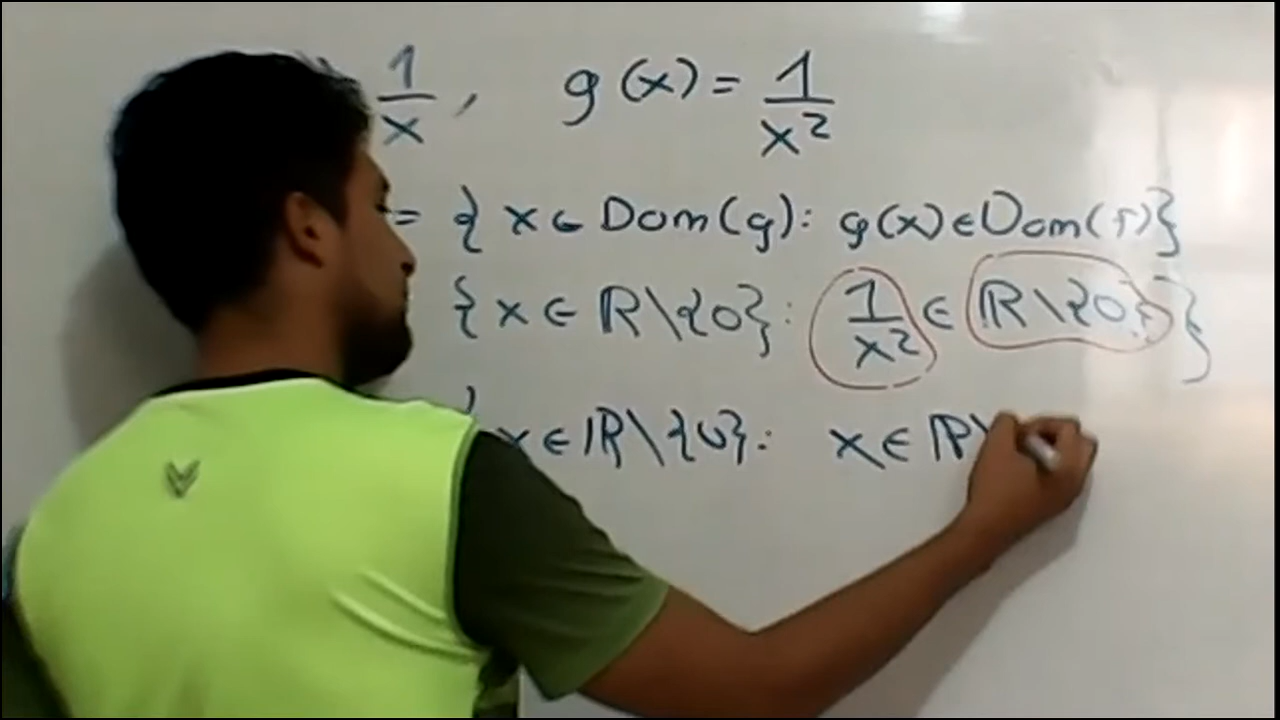 1/x, g(x) = 1/x²
= { x ∈ Dom(g): g(x) ∈ Dom(f)}
{ x ∈ ℝ\{0}: 1/x² ∈ ℝ\{0} }
x ∈ ℝ\{0}: x ∈ ℝ\